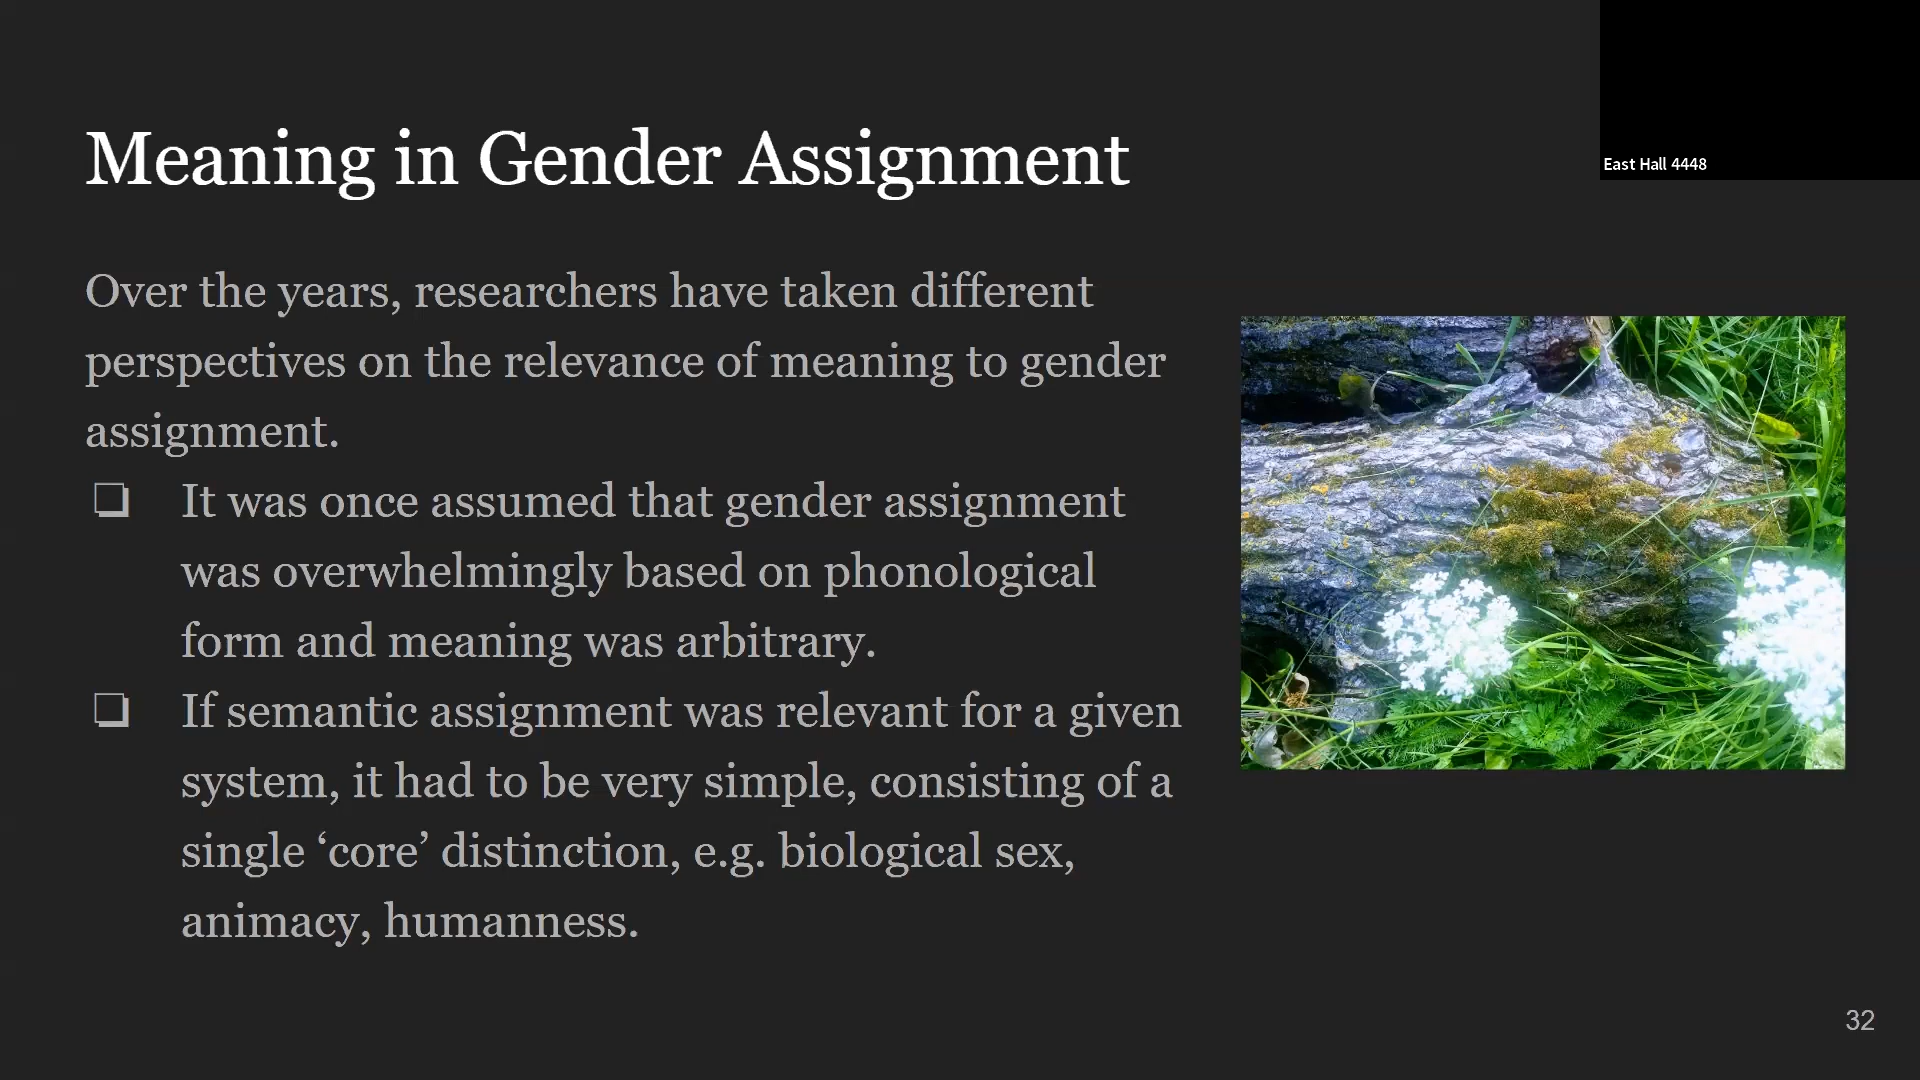 Meaning in Gender Assignment
East Hall 4448
Over the years, researchers have taken different
perspectives on the relevance of meaning to gender
assignment.
❏ It was once assumed that gender assignment
was overwhelmingly based on phonological
form and meaning was arbitrary.
❏ If semantic assignment was relevant for a given
system, it had to be very simple, consisting of a
single ‘core’ distinction, e.g. biological sex,
animacy, humanness.
32